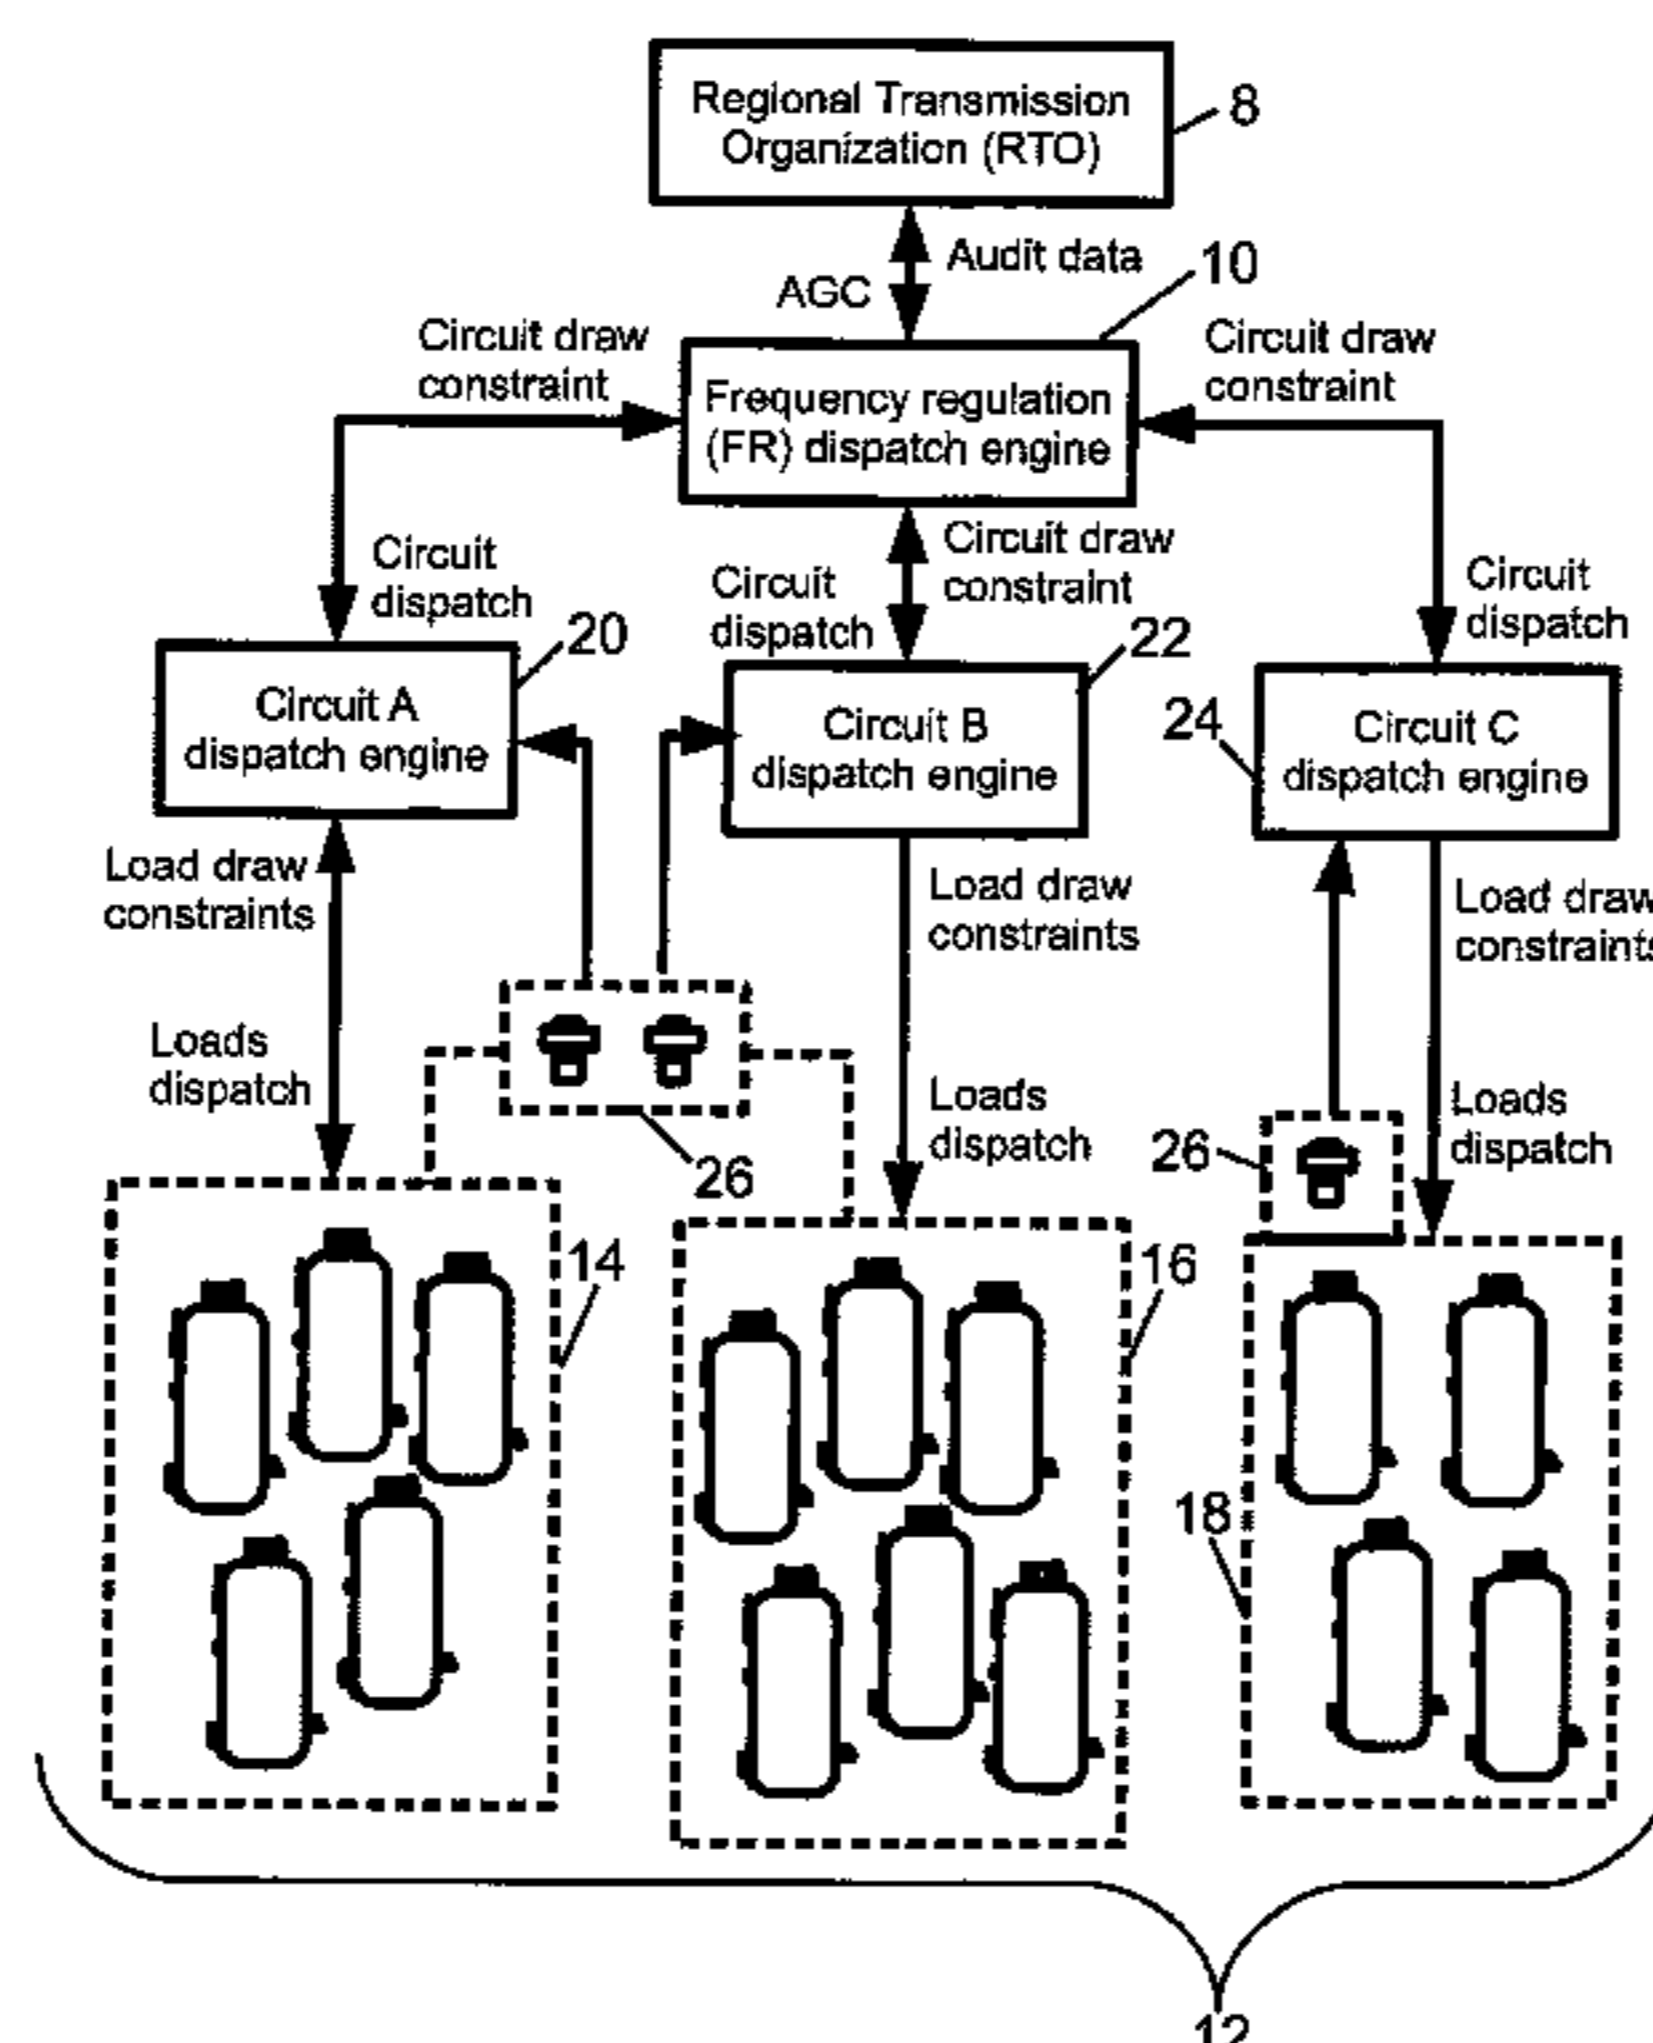 Regional Transmission
Organization (RTO)
8
Audit data
AGC
10
Circuit draw
constraint
Circuit draw
constraint
Frequency regulation
(FR) dispatch engine
Circuit
dispatch
Circuit draw
constraint
Circuit
dispatch
Circuit
dispatch
20
22
24
Circuit A
dispatch engine
Circuit B
dispatch engine
Circuit C
dispatch engine
Load draw
constraints
Load draw
constraints
Load draw
constraints
Loads
dispatch
Loads
dispatch
Loads
dispatch
26
26
14
16
18
12